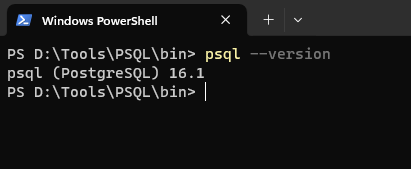 Windows PowerShell
PS D:\Tools\PSQL\bin> psql --version
psql (PostgreSQL) 16.1
PS D:\Tools\PSQL\bin>